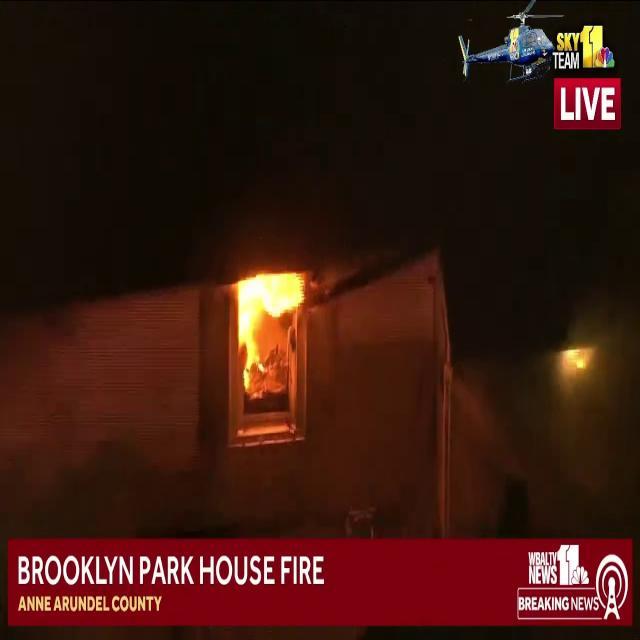 SKY
TEAM 11
LIVE
BROOKLYN PARK HOUSE FIRE
ANNE ARUNDEL COUNTY
WBALTV
NEWS 11
BREAKING NEWS